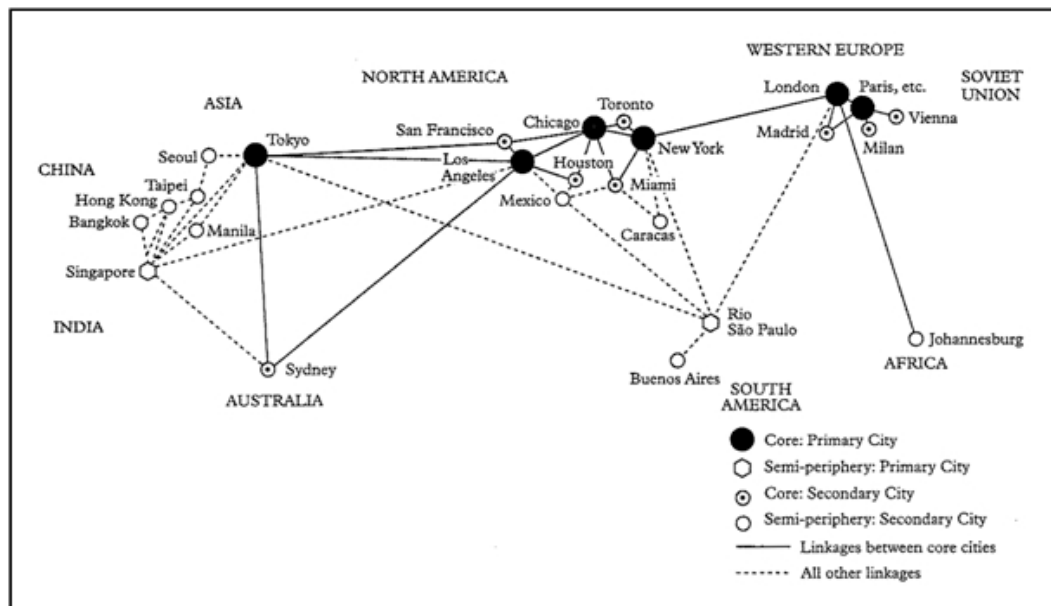 WESTERN EUROPE
NORTH AMERICA
London
Paris, etc.
SOVIET
UNION
ASIA
Toronto
San Francisco
Chicago
Vienna
Tokyo
Madrid
New York
Milan
Seoul
Los
Angeles
Houston
CHINA
Taipei
Miami
Hong Kong
Mexico
Bangkok
Manila
Caracas
Singapore
Rio
São Paulo
INDIA
Johannesburg
AFRICA
Sydney
Buenos Aires
AUSTRALIA
SOUTH
AMERICA
Core: Primary City
Semi-periphery: Primary City
Core: Secondary City
Semi-periphery: Secondary City
Linkages between core cities
All other linkages